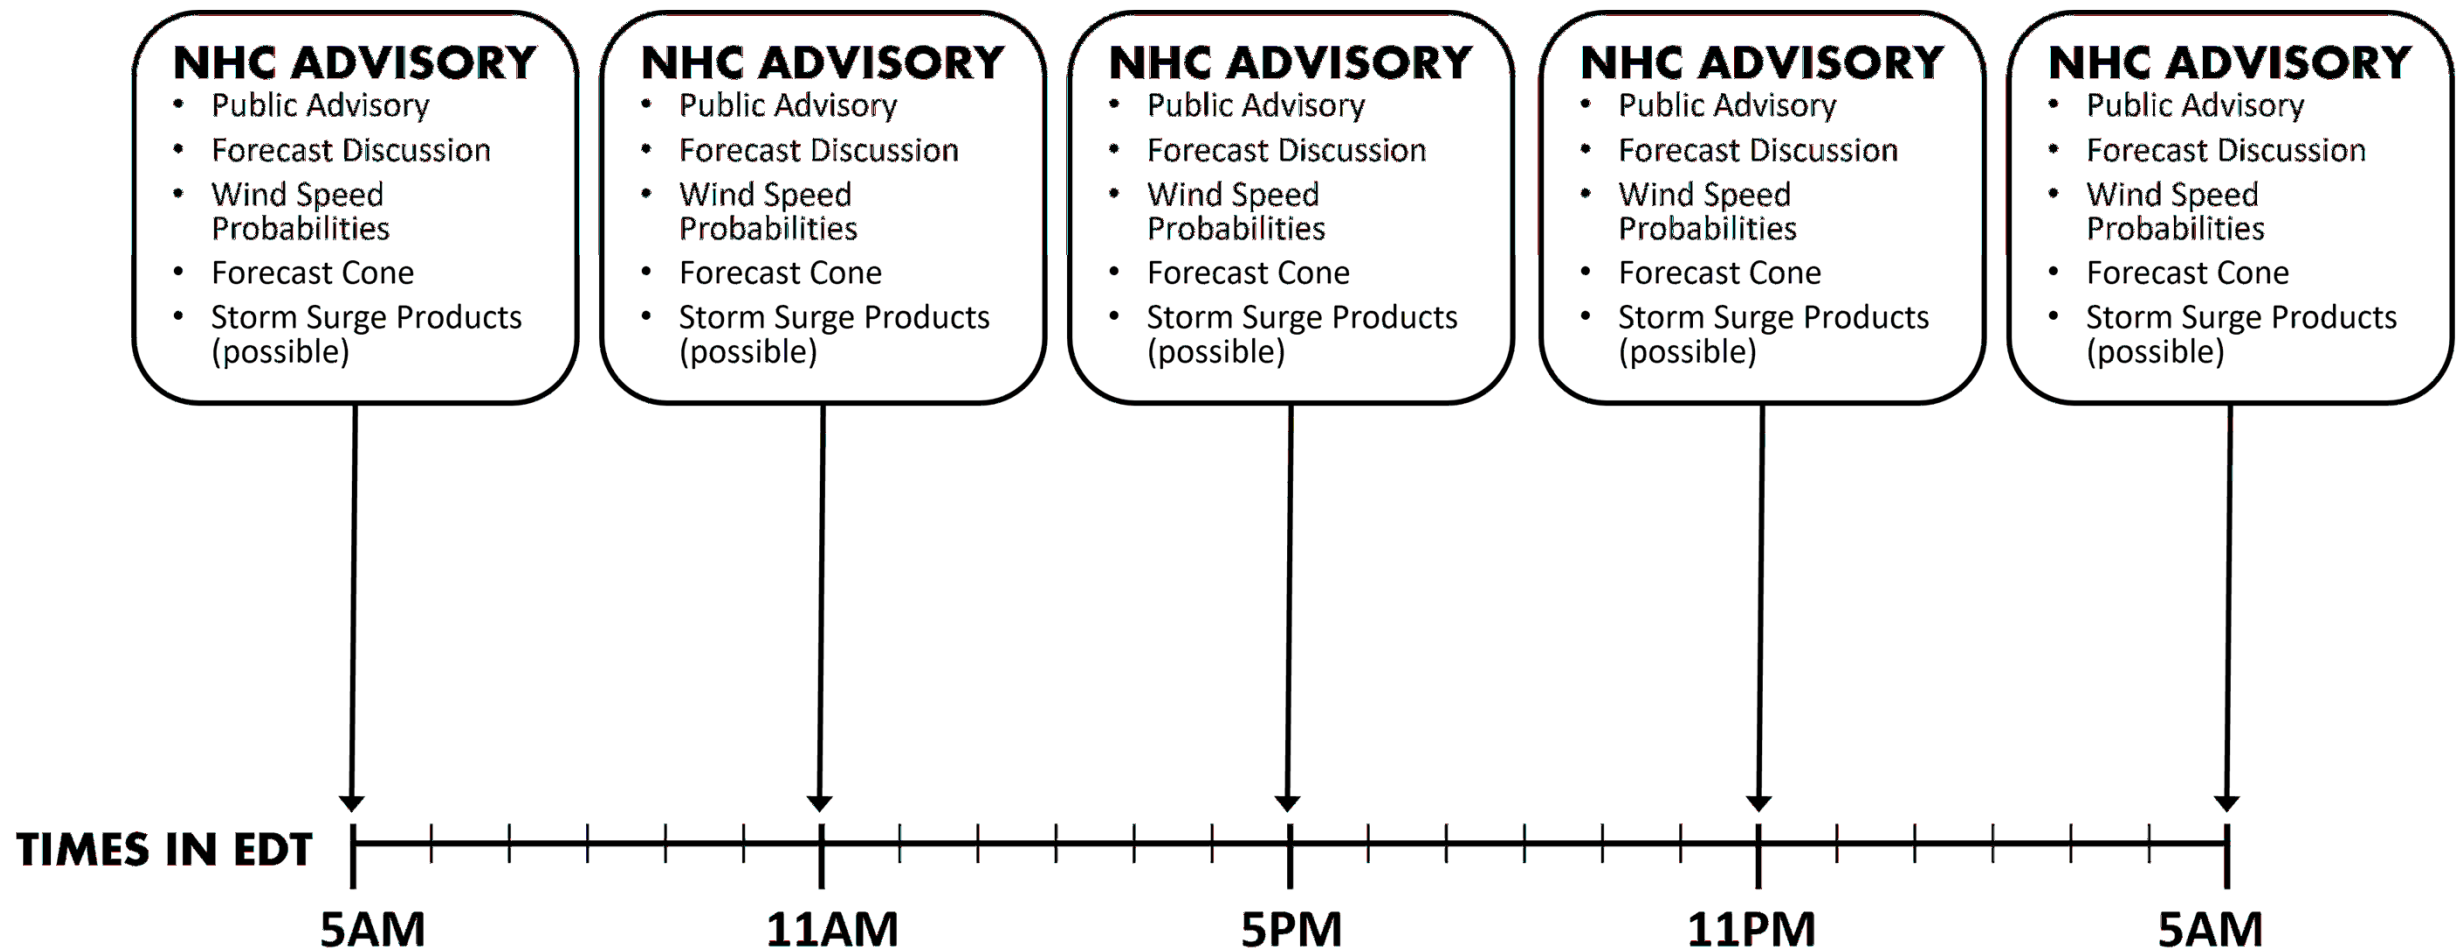 NHC ADVISORY
• Public Advisory
• Forecast Discussion
• Wind Speed
Probabilities
• Forecast Cone
• Storm Surge Products
(possible)
NHC ADVISORY
• Public Advisory
• Forecast Discussion
• Wind Speed
Probabilities
• Forecast Cone
• Storm Surge Products
(possible)
NHC ADVISORY
• Public Advisory
• Forecast Discussion
• Wind Speed
Probabilities
• Forecast Cone
• Storm Surge Products
(possible)
NHC ADVISORY
• Public Advisory
• Forecast Discussion
• Wind Speed
Probabilities
• Forecast Cone
• Storm Surge Products
(possible)
NHC ADVISORY
• Public Advisory
• Forecast Discussion
• Wind Speed
Probabilities
• Forecast Cone
• Storm Surge Products
(possible)
TIMES IN EDT
5AM
11AM
5PM
11PM
5AM